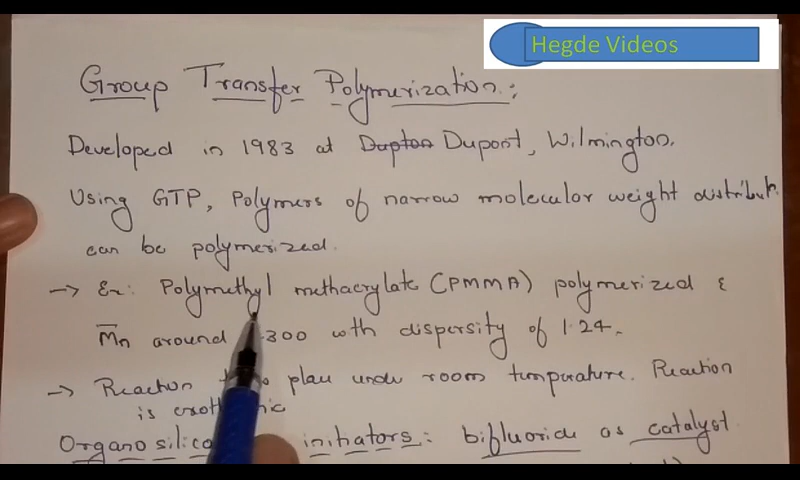 Hegde Videos
Group Transfer Polymerization:
Developed in 1983 at Dupton Dupont, Wilmington.
Using GTP, Polymers of narrow molecular weight distribut
can be polymerized.
→ Ex: Polymethyl methacrylate (PMMA) polymerized &
M̅n around 300 with dispersity of 1.24.
→ Reaction place under room temperature. Reaction
is
initiators: bifluoride as catalyst